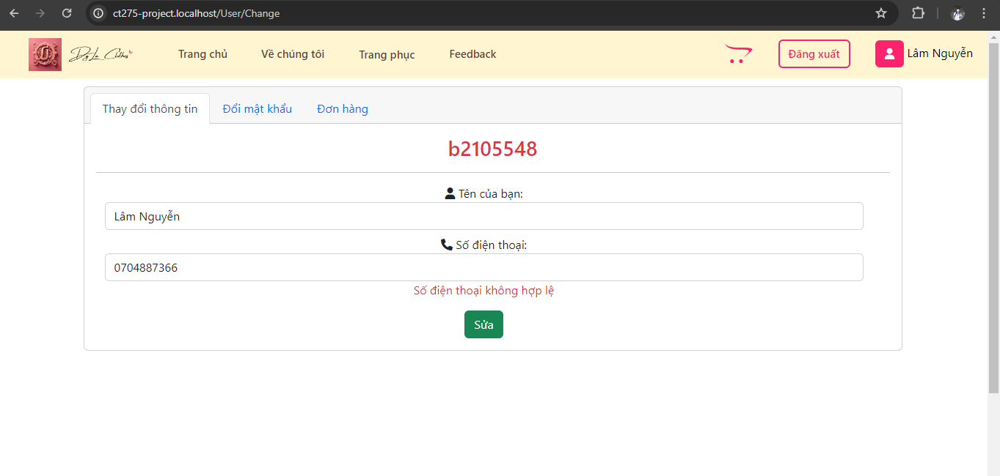 ct275-project.localhost/User/Change
Trang chủ Về chúng tôi Trang phục Feedback Đăng xuất Lâm Nguyễn
Thay đổi thông tin Đổi mật khẩu Đơn hàng
b2105548
Tên của bạn:
Lâm Nguyễn
Số điện thoại:
0704887366
Số điện thoại không hợp lệ
Sửa